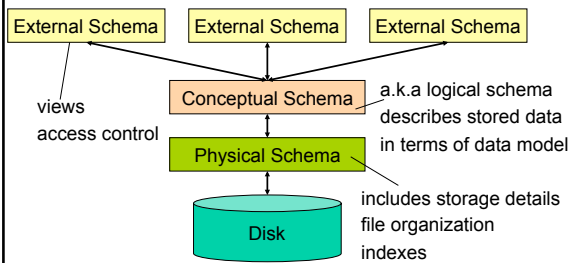 External Schema
External Schema
External Schema
views
access control
Conceptual Schema
a.k.a logical schema
describes stored data
in terms of data model
Physical Schema
includes storage details
file organization
indexes
Disk